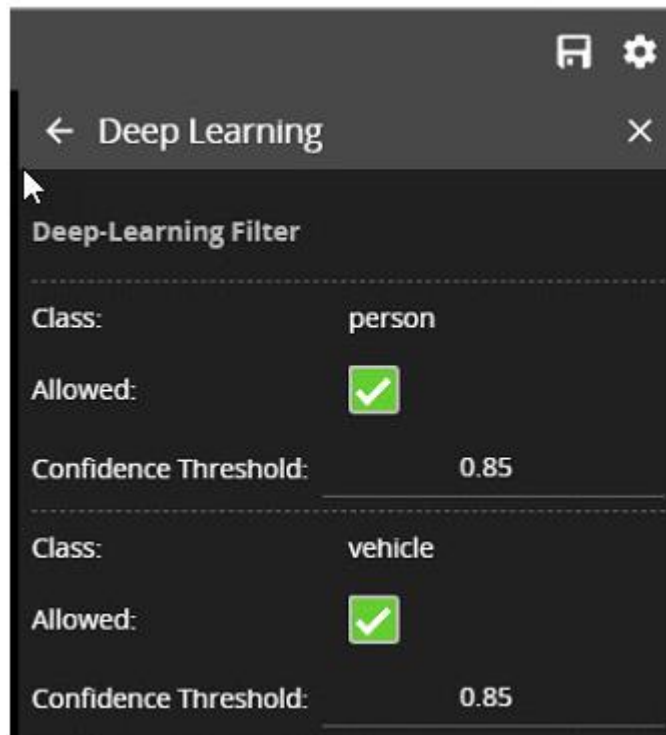 Deep Learning
Deep-Learning Filter
Class: person
Allowed:
Confidence Threshold: 0.85
Class: vehicle
Allowed:
Confidence Threshold: 0.85